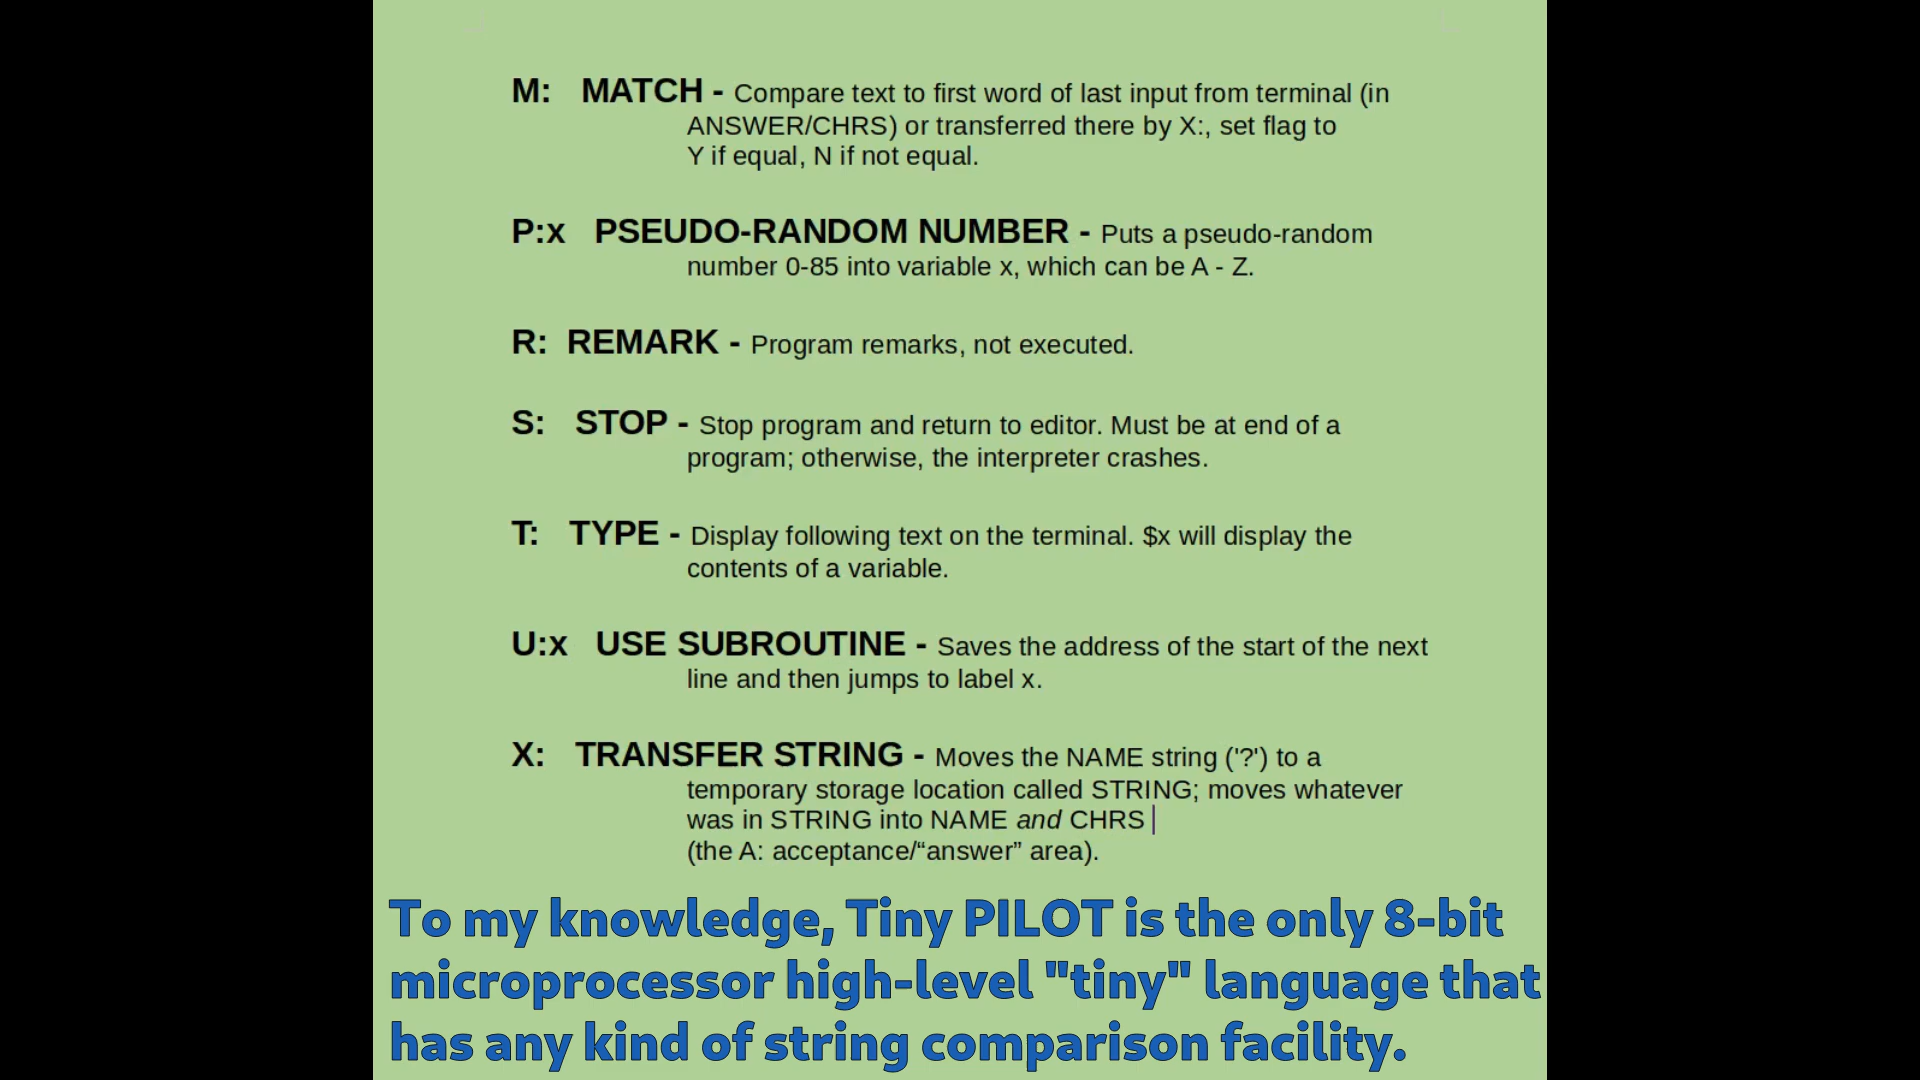 M: MATCH - Compare text to first word of last input from terminal (in
ANSWER/CHRS) or transferred there by X:, set flag to
Y if equal, N if not equal.
P:x PSEUDO-RANDOM NUMBER - Puts a pseudo-random
number 0-85 into variable x, which can be A - Z.
R: REMARK - Program remarks, not executed.
S: STOP - Stop program and return to editor. Must be at end of a
program; otherwise, the interpreter crashes.
T: TYPE - Display following text on the terminal. $x will display the
contents of a variable.
U:x USE SUBROUTINE - Saves the address of the start of the next
line and then jumps to label x.
X: TRANSFER STRING - Moves the NAME string ('?') to a
temporary storage location called STRING; moves whatever
was in STRING into NAME and CHRS
(the A: acceptance/“answer” area).
To my knowledge, Tiny PILOT is the only 8-bit
microprocessor high-level "tiny" language that
has any kind of string comparison facility.